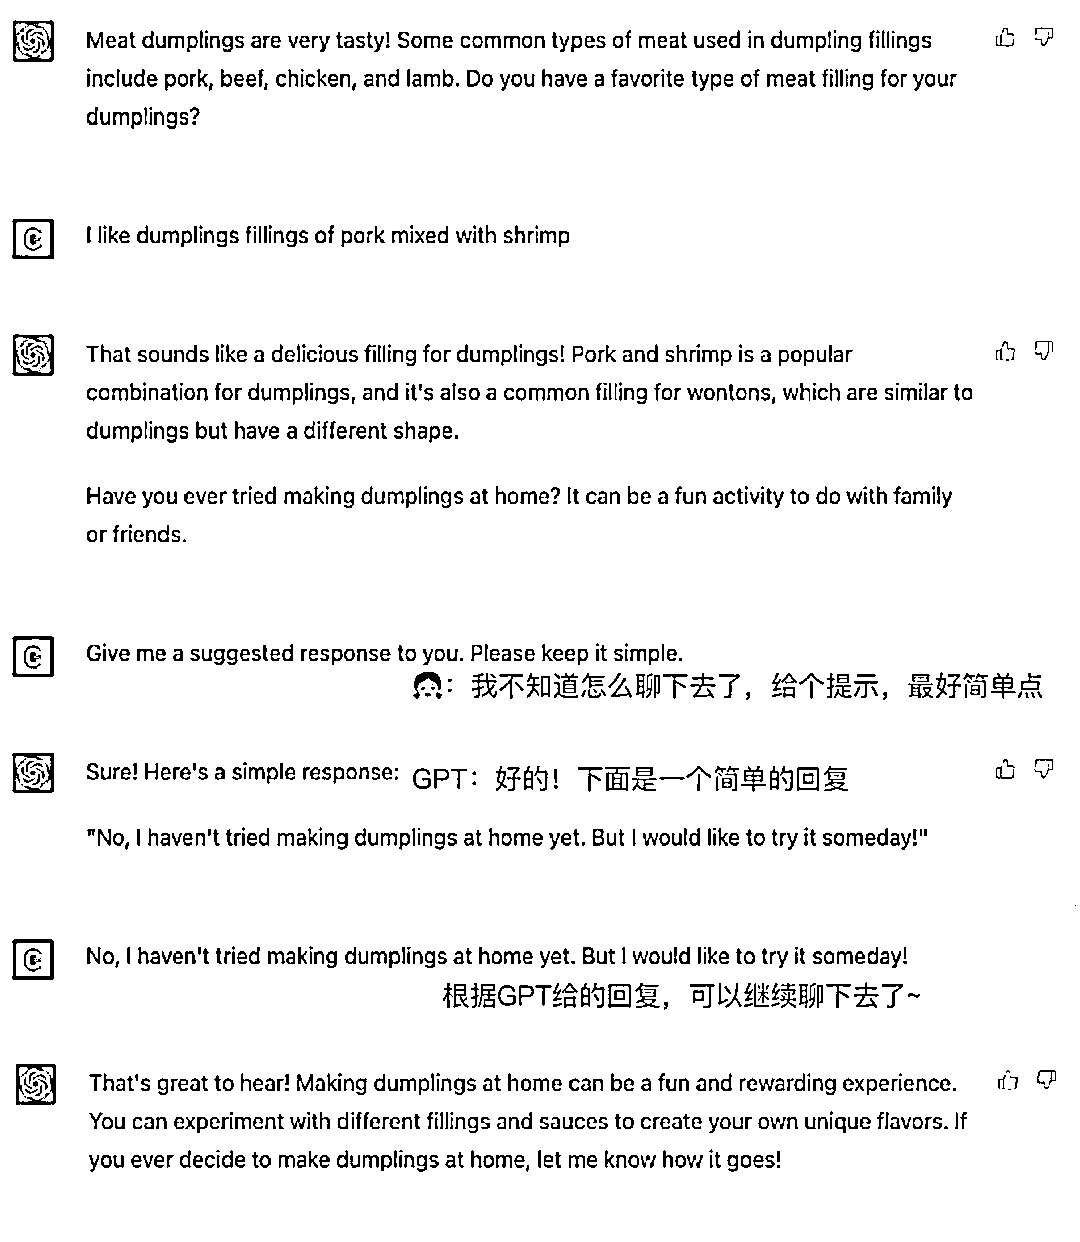 Meat dumplings are very tasty! Some common types of meat used in dumpling fillings
include pork, beef, chicken, and lamb. Do you have a favorite type of meat filling for your
dumplings?
I like dumplings fillings of pork mixed with shrimp
That sounds like a delicious filling for dumplings! Pork and shrimp is a popular
combination for dumplings, and it's also a common filling for wontons, which are similar to
dumplings but have a different shape.
Have you ever tried making dumplings at home? It can be a fun activity to do with family
or friends.
Give me a suggested response to you. Please keep it simple.
：我不知道怎么聊下去了，给个提示，最好简单点
Sure! Here's a simple response: GPT：好的！下面是一个简单的回复
"No, I haven't tried making dumplings at home yet. But I would like to try it someday!"
No, I haven't tried making dumplings at home yet. But I would like to try it someday!
根据GPT给的回复，可以继续聊下去了~
That's great to hear! Making dumplings at home can be a fun and rewarding experience.
You can experiment with different fillings and sauces to create your own unique flavors. If
you ever decide to make dumplings at home, let me know how it goes!